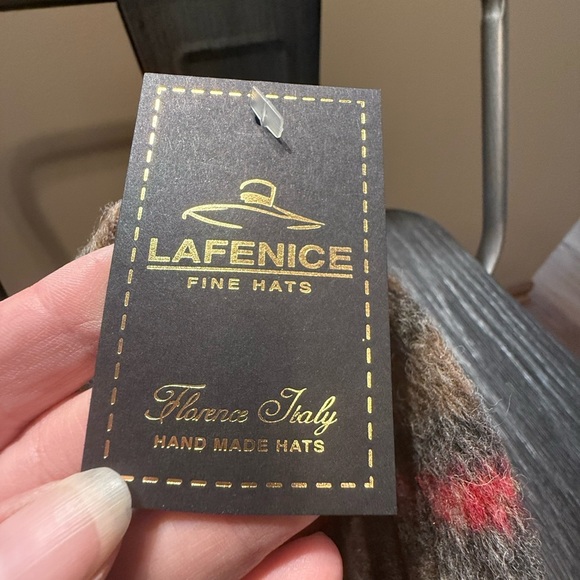 LAFENICE
FINE HATS
Florence Italy
HAND MADE HATS